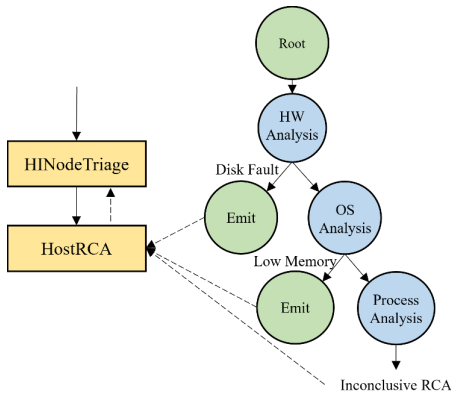 Root
HW
Analysis
Disk Fault
HINodeTriage
Emit
OS
Analysis
HostRCA
Low Memory
Emit
Process
Analysis
Inconclusive RCA